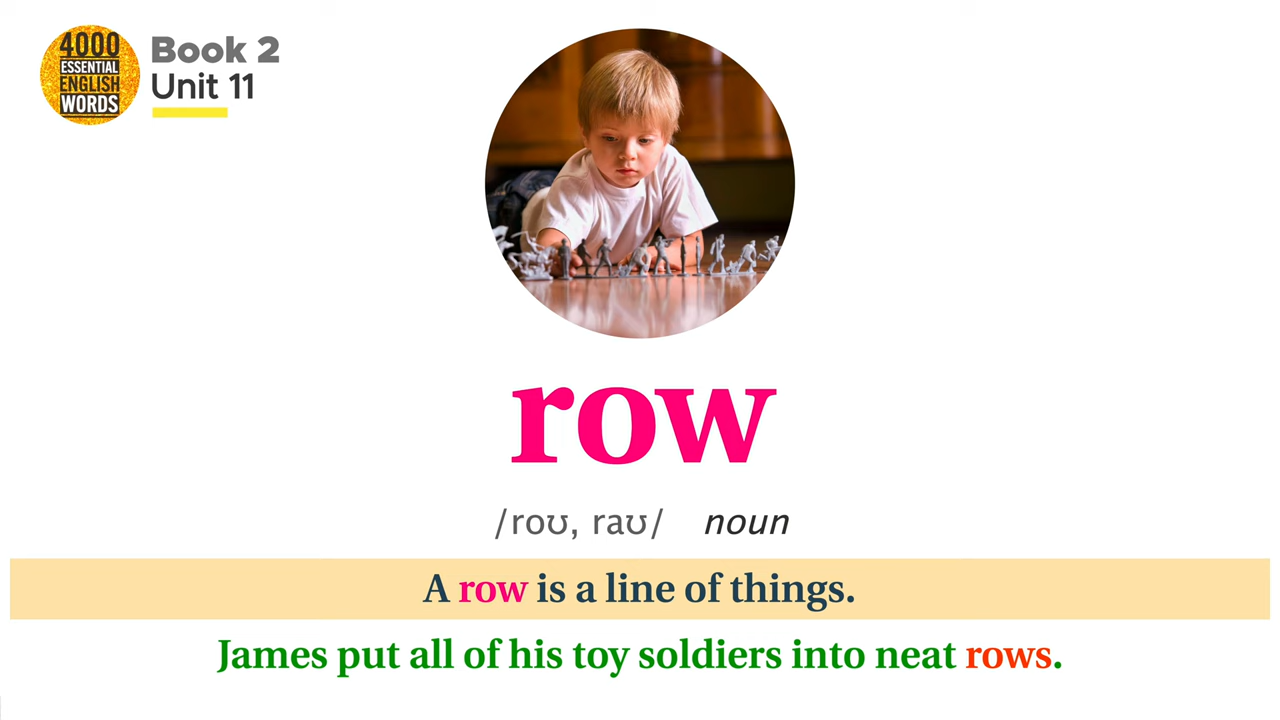 4000
ESSENTIAL
ENGLISH
WORDS
Book 2
Unit 11
row
/roʊ, raʊ/ noun
A row is a line of things.
James put all of his toy soldiers into neat rows.